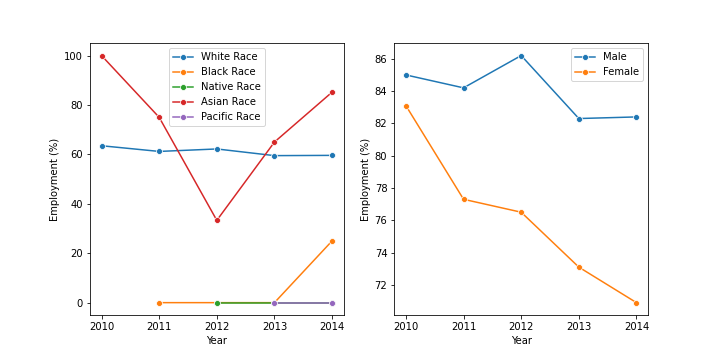 Employment (%)
100
80
60
40
20
0
2010 2011 2012 2013 2014
Year
White Race
Black Race
Native Race
Asian Race
Pacific Race
Employment (%)
86
84
82
80
78
76
74
72
2010 2011 2012 2013 2014
Year
Male
Female